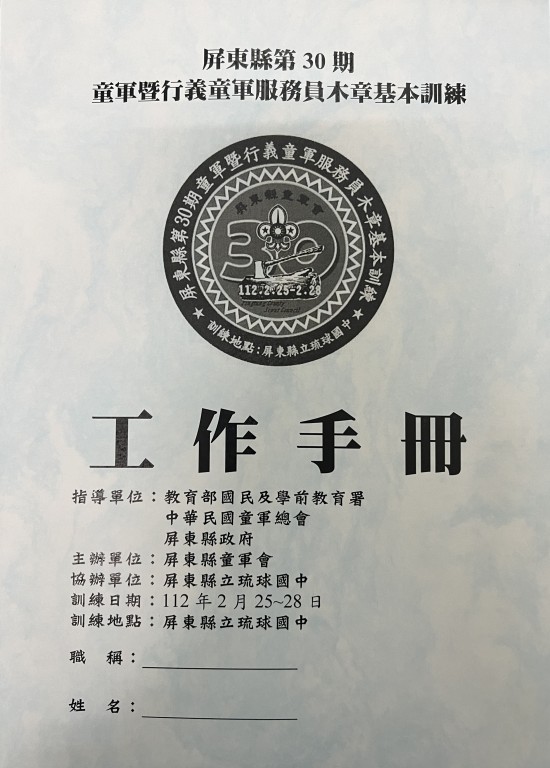 屏東縣第 30 期
童軍暨行義童軍服務員木章基本訓練
屏東縣第30期童軍暨行義童軍服務員木章基本訓練
屏東縣童軍會
30
112.2.25-2.28
Pingtung County
Scout Council
★ 訓練地點:屏東縣立琉球國中 ★
工作手冊
指導單位：教育部國民及學前教育署
中華民國童軍總會
屏東縣政府
主辦單位：屏東縣童軍會
協辦單位：屏東縣立琉球國中
訓練日期：112 年 2 月 25~28 日
訓練地點：屏東縣立琉球國中
職 稱：
姓 名：